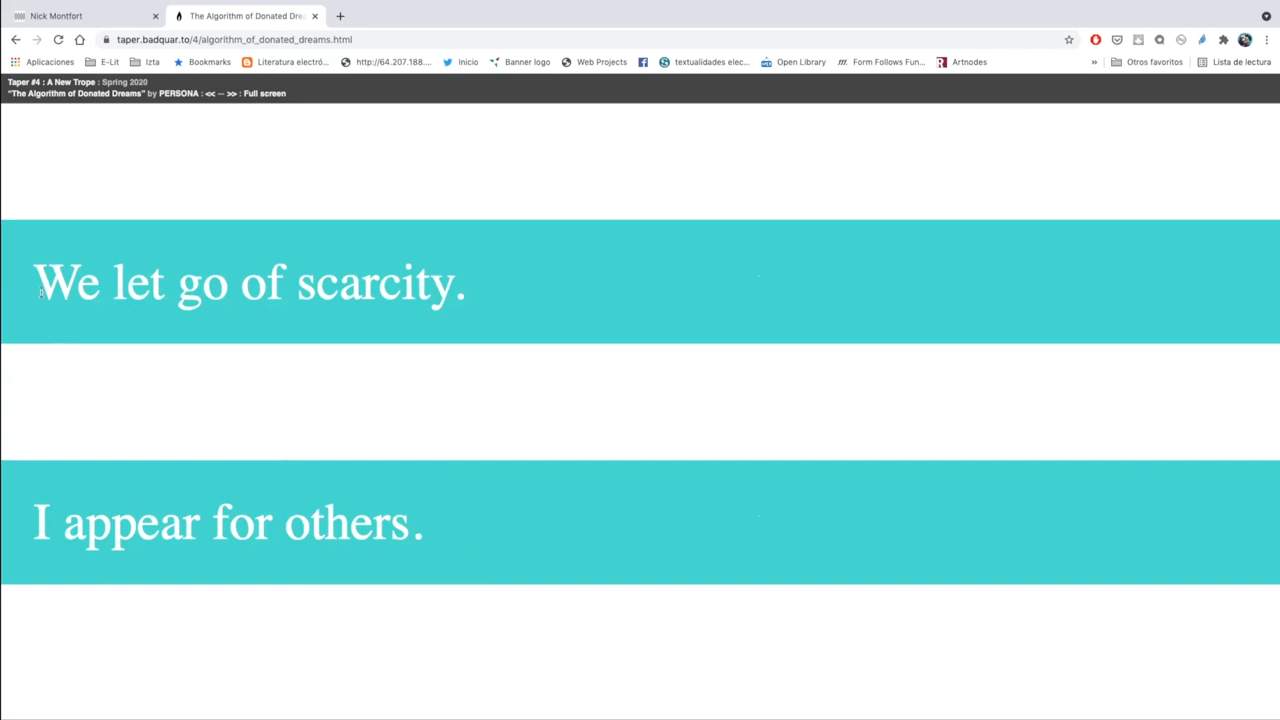 Nick Montfort
The Algorithm of Donated Dre
taper.badquar.to/4/algorithm_of_donated_dreams.html
Aplicaciones E-Lit Izta Bookmarks Literatura electró... http://64.207.188.... Inicio Banner logo Web Projects textualidades elec... Open Library Form Follows Fun... Artnodes » Otros favoritos Lista de lectura
Taper #4 : A New Trope : Spring 2020
"The Algorithm of Donated Dreams" by PERSONA : << — >> : Full screen
We let go of scarcity.
I appear for others.